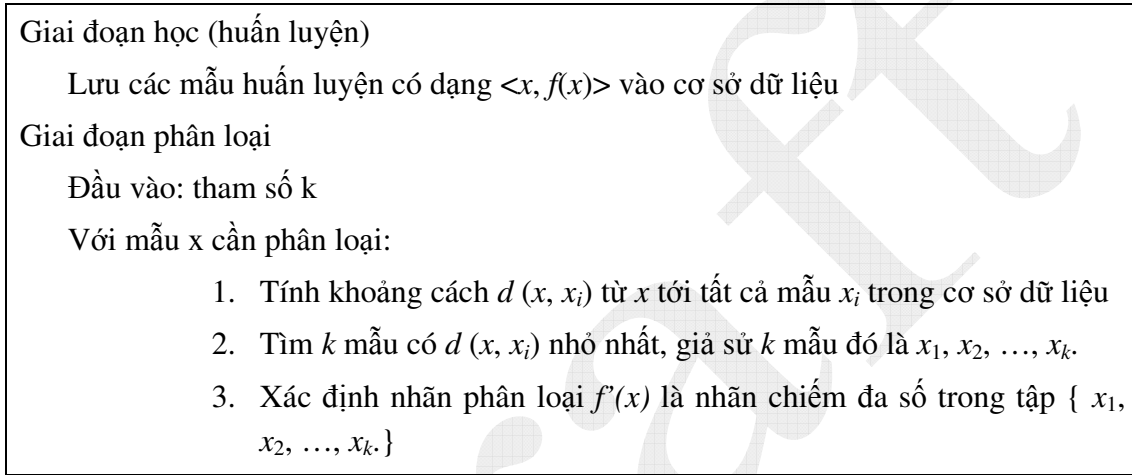 Giai đoạn học (huấn luyện)
Lưu các mẫu huấn luyện có dạng <x, f(x)> vào cơ sở dữ liệu
Giai đoạn phân loại
Đầu vào: tham số k
Với mẫu x cần phân loại:
1. Tính khoảng cách d (x, xᵢ) từ x tới tất cả mẫu xᵢ trong cơ sở dữ liệu
2. Tìm k mẫu có d (x, xᵢ) nhỏ nhất, giả sử k mẫu đó là x₁, x₂, …, xₖ.
3. Xác định nhãn phân loại f’(x) là nhãn chiếm đa số trong tập { x₁,
x₂, …, xₖ.}